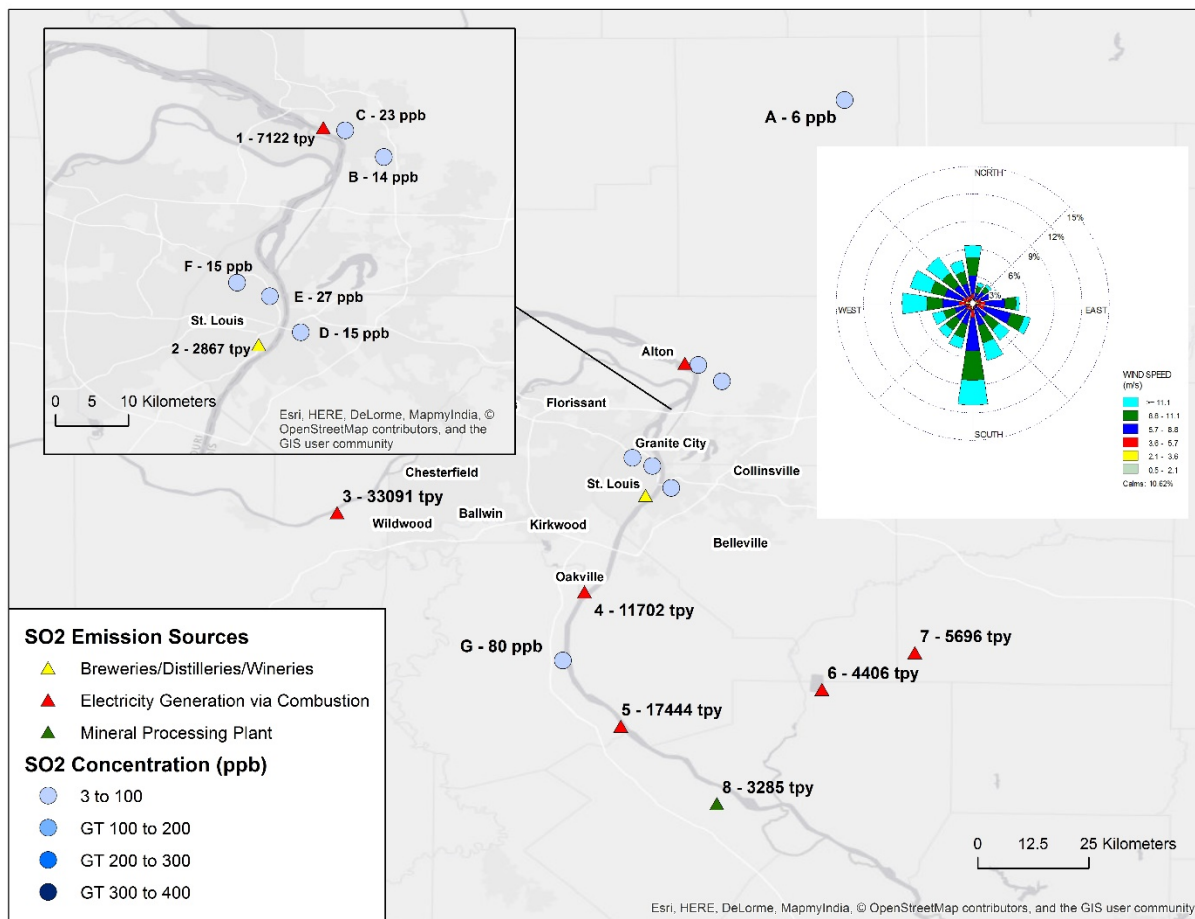 C - 23 ppb
1 - 7122 tpy
B - 14 ppb
F - 15 ppb
E - 27 ppb
St. Louis
D - 15 ppb
2 - 2867 tpy
0 5 10 Kilometers
Esri, HERE, DeLorme, MapmyIndia, ©
OpenStreetMap contributors, and the
GIS user community
A - 6 ppb
NORTH
15%
12%
9%
6%
3%
WEST
EAST
SOUTH
WIND SPEED
(m/s)
>= 11.1
8.8 - 11.1
5.7 - 8.8
3.6 - 5.7
2.1 - 3.6
0.5 - 2.1
Calms: 10.62%
Alton
Florissant
Granite City
Chesterfield
Collinsville
St. Louis
3 - 33091 tpy
Wildwood
Ballwin
Kirkwood
Belleville
Oakville
4 - 11702 tpy
G - 80 ppb
7 - 5696 tpy
6 - 4406 tpy
5 - 17444 tpy
8 - 3285 tpy
SO2 Emission Sources
Breweries/Distilleries/Wineries
Electricity Generation via Combustion
Mineral Processing Plant
SO2 Concentration (ppb)
3 to 100
GT 100 to 200
GT 200 to 300
GT 300 to 400
0 12.5 25 Kilometers
Esri, HERE, DeLorme, MapmyIndia, © OpenStreetMap contributors, and the GIS user community